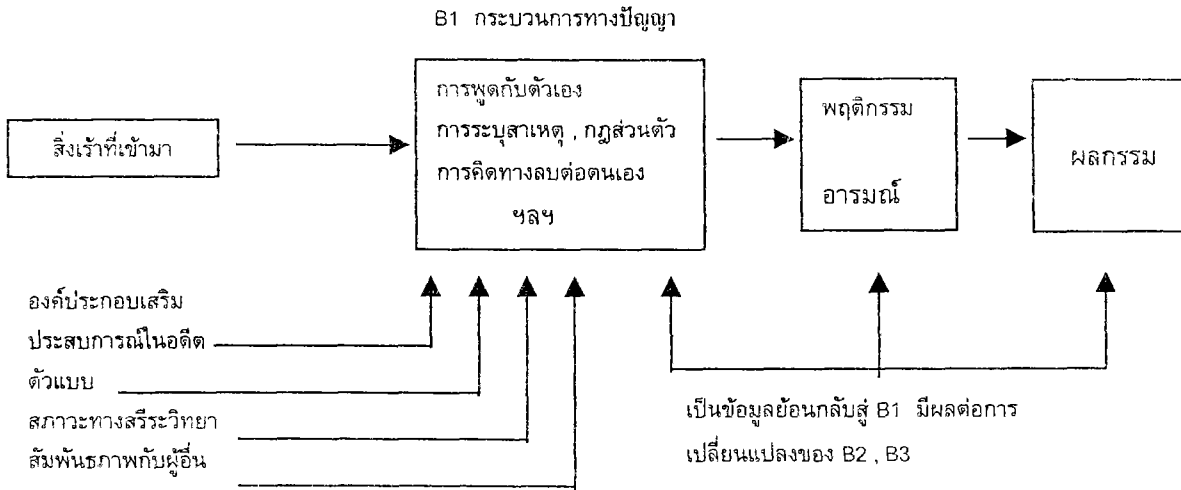 B1 กระบวนการทางปัญญา
การพูดกับตัวเอง
การระบุสาเหตุ , กฎส่วนตัว
การคิดทางลบต่อตนเอง
ฯลฯ
สิ่งเร้าที่เข้ามา
พฤติกรรม
อารมณ์
ผลกรรม
องค์ประกอบเสริม
ประสบการณ์ในอดีต
ตัวแบบ
สภาวะทางสรีระวิทยา
สัมพันธภาพกับผู้อื่น
เป็นข้อมูลย้อนกลับสู่ B1 มีผลต่อการ
เปลี่ยนแปลงของ B2 , B3